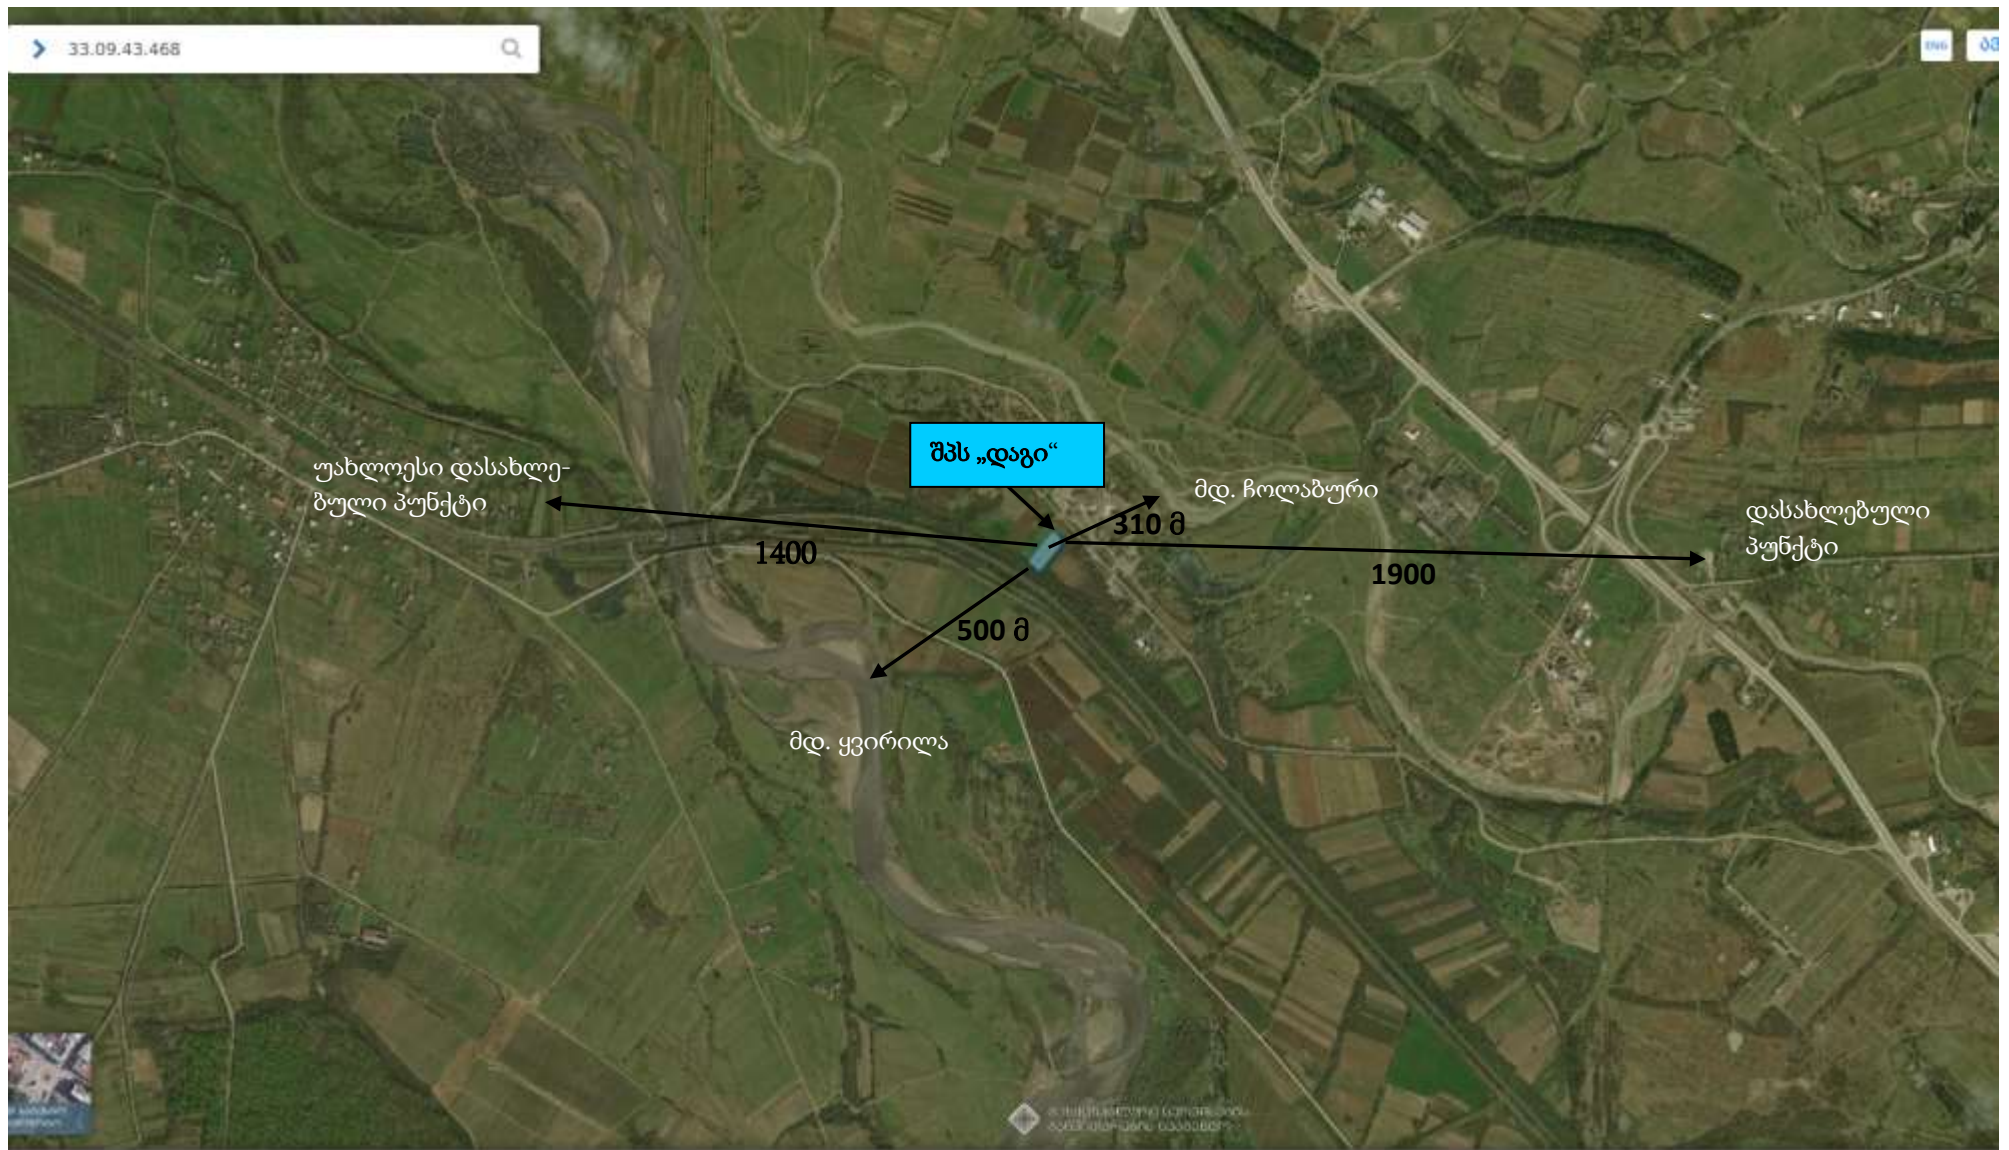 33.09.43.468
ENG
შპს „დაგი“
უახლოესი დასახლე-
ბული პუნქტი
მდ. ჩოლაბური
310 მ
დასახლებული
პუნქტი
1400
1900
500 მ
მდ. ყვირილა